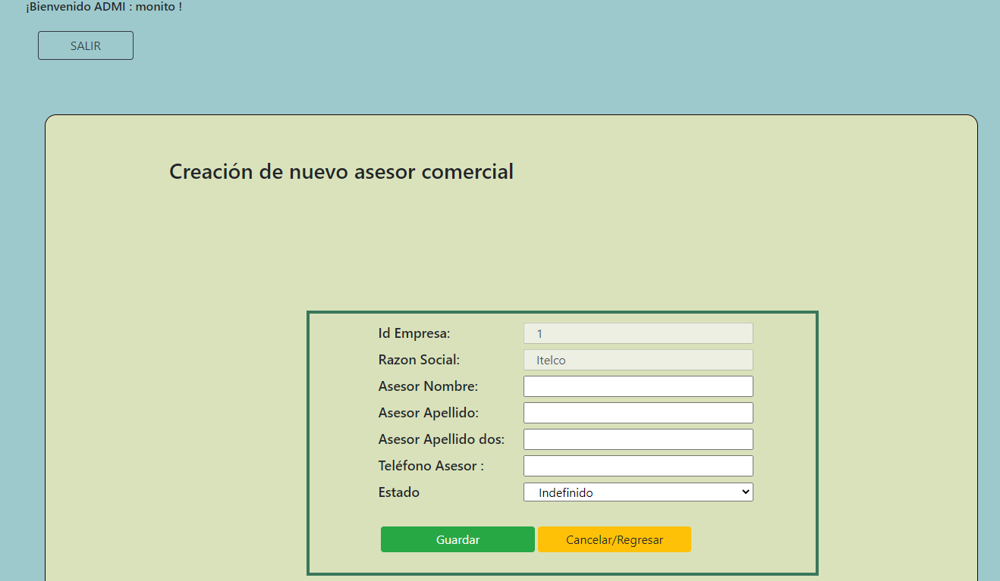 ¡Bienvenido ADMI : monito !
SALIR
Creación de nuevo asesor comercial
Id Empresa: 1
Razon Social: Itelco
Asesor Nombre:
Asesor Apellido:
Asesor Apellido dos:
Teléfono Asesor :
Estado Indefinido
Guardar Cancelar/Regresar